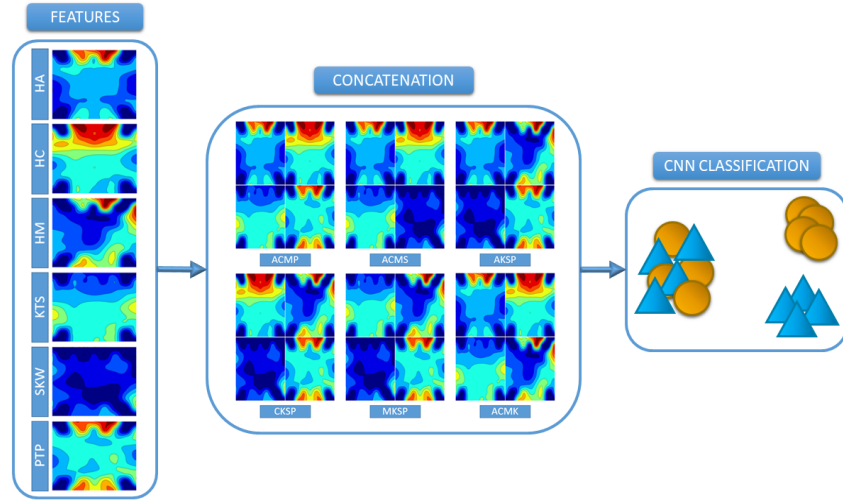 FEATURES
HA
HC
HM
KTS
SKW
PTP
CONCATENATION
ACMP
ACMS
AKSP
CKSP
MKSP
ACMK
CNN CLASSIFICATION